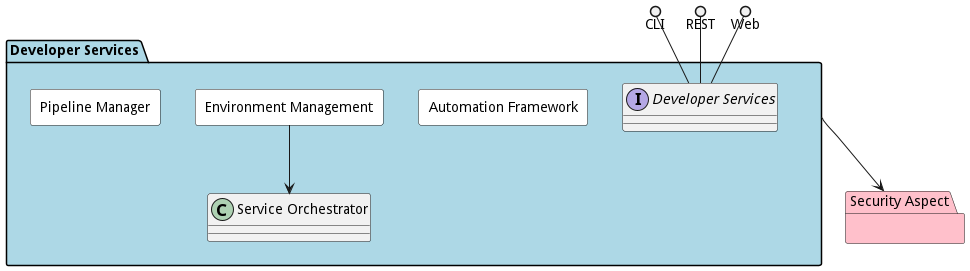 CLI
REST
Web
Developer Services
Pipeline Manager
Environment Management
Automation Framework
I
Developer Services
Security Aspect
C
Service Orchestrator